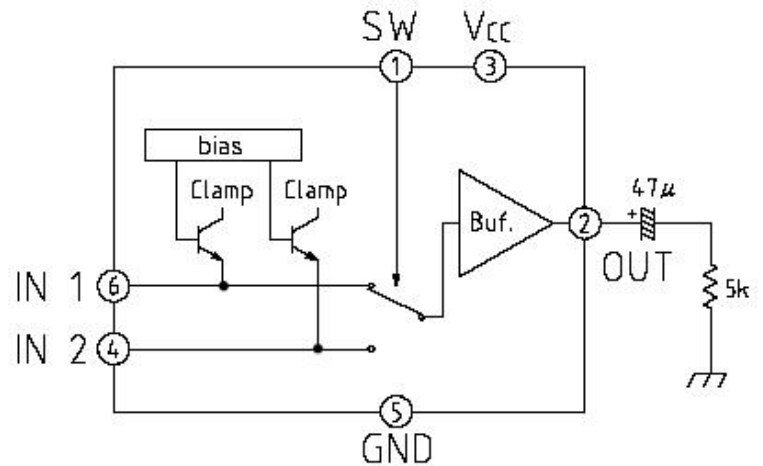 SW Vcc
1 3
bias
Clamp Clamp
47μ
+
Buf. 2
OUT
5k
IN 1 6
IN 2 4
5
GND